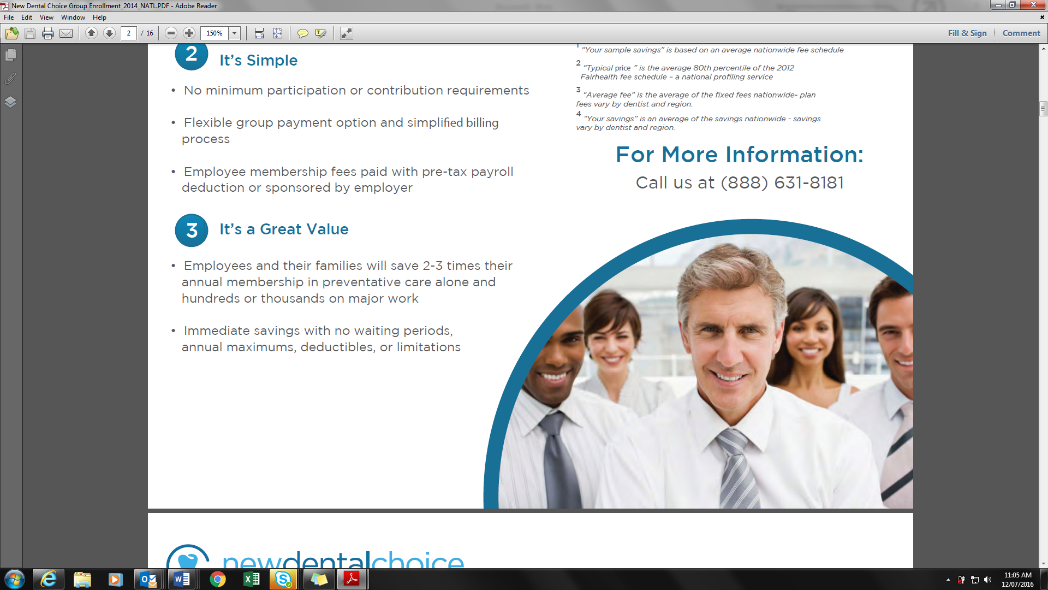 New Dental Choice Group Enrollment 2014_NATL.PDF - Adobe Reader
File Edit View Window Help
2 / 16 150% Fill & Sign Comment
2 It's Simple
• No minimum participation or contribution requirements
• Flexible group payment option and simplified billing
process
• Employee membership fees paid with pre-tax payroll
deduction or sponsored by employer
3 It's a Great Value
• Employees and their families will save 2-3 times their
annual membership in preventative care alone and
hundreds or thousands on major work
• Immediate savings with no waiting periods,
annual maximums, deductibles, or limitations
1 "Your sample savings" is based on an average nationwide fee schedule
2 "Typical price " is the average 80th percentile of the 2012
Fairhealth fee schedule – a national profiling service
3 "Average fee" is the average of the fixed fees nationwide- plan
fees vary by dentist and region.
4 "Your savings" is an average of the savings nationwide - savings
vary by dentist and region.
For More Information:
Call us at (888) 631-8181
newdentalchoice
11:05 AM
12/07/2016